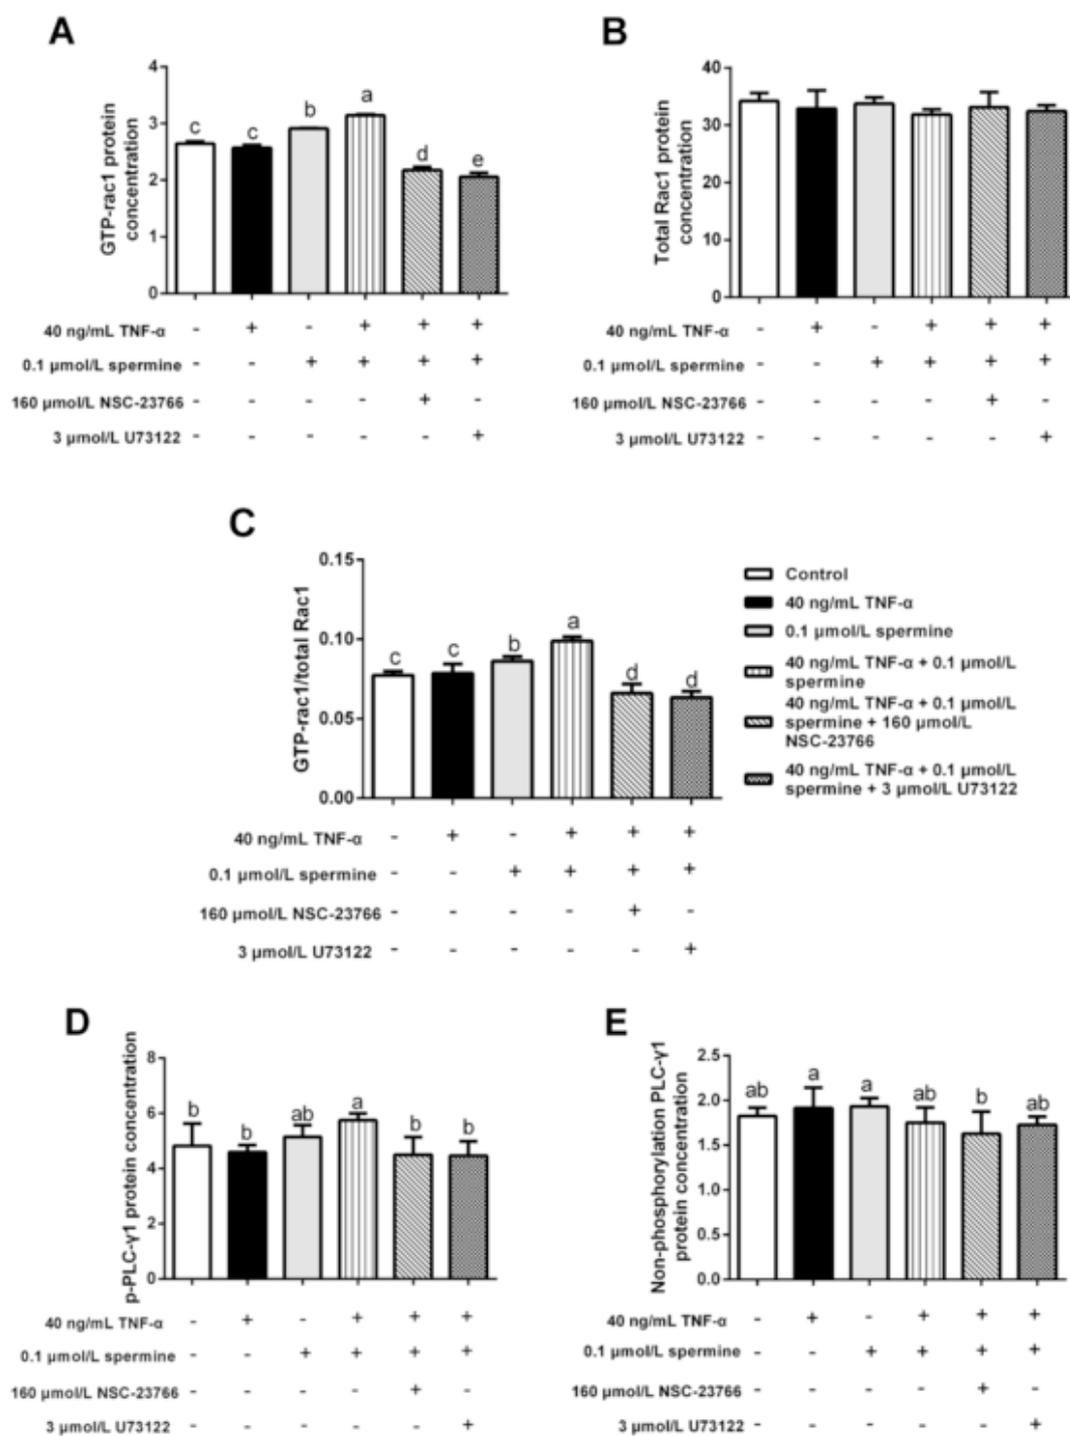 A
GTP-rac1 protein
concentration
4
3
2
1
0
c c b a d e
40 ng/mL TNF-α - + - + + +
0.1 μmol/L spermine - - + + + +
160 μmol/L NSC-23766 - - - - + -
3 μmol/L U73122 - - - - - +
B
Total Rac1 protein
concentration
40
30
20
10
0
40 ng/mL TNF-α - + - + + +
0.1 μmol/L spermine - - + + + +
160 μmol/L NSC-23766 - - - - + -
3 μmol/L U73122 - - - - - +
C
GTP-rac1/total Rac1
0.15
0.10
0.05
0.00
c c b a d d
40 ng/mL TNF-α - + - + + +
0.1 μmol/L spermine - - + + + +
160 μmol/L NSC-23766 - - - - + -
3 μmol/L U73122 - - - - - +
Control
40 ng/mL TNF-α
0.1 μmol/L spermine
40 ng/mL TNF-α + 0.1 μmol/L
spermine
40 ng/mL TNF-α + 0.1 μmol/L
spermine + 160 μmol/L
NSC-23766
40 ng/mL TNF-α + 0.1 μmol/L
spermine + 3 μmol/L U73122
D
p-PLC-γ1 protein concentration
8
6
4
2
0
b b ab a b b
40 ng/mL TNF-α - + - + + +
0.1 μmol/L spermine - - + + + +
160 μmol/L NSC-23766 - - - - + -
3 μmol/L U73122 - - - - - +
E
Non-phosphorylation PLC-γ1
protein concentration
2.5
2.0
1.5
1.0
0.5
0.0
ab a a ab b ab
40 ng/mL TNF-α - + - + + +
0.1 μmol/L spermine - - + + + +
160 μmol/L NSC-23766 - - - - + -
3 μmol/L U73122 - - - - - +